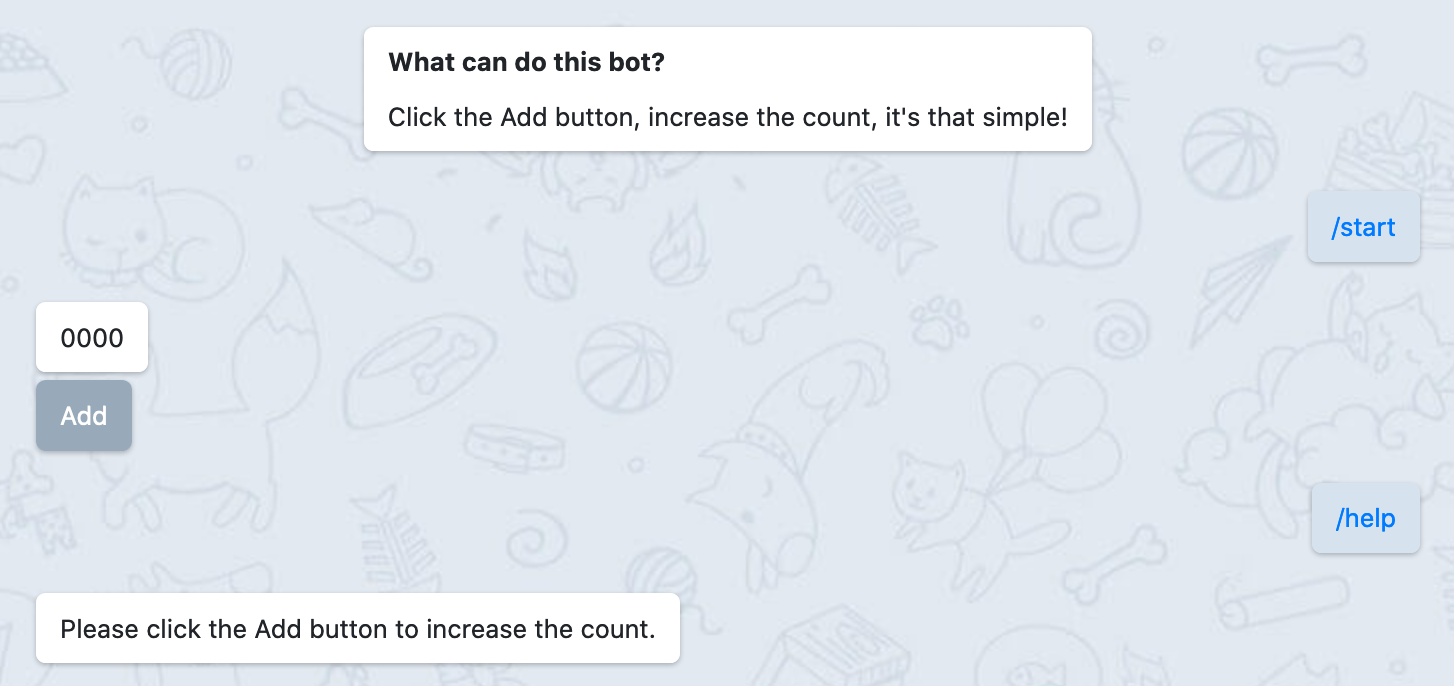 What can do this bot?
Click the Add button, increase the count, it's that simple!
/start
0000
Add
/help
Please click the Add button to increase the count.